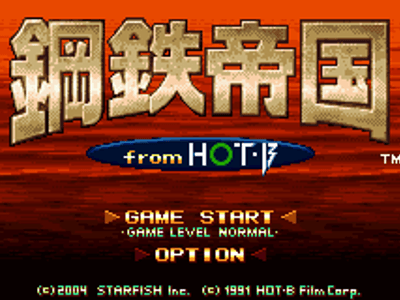 鋼鉄帝国
from HOT・B
TM
GAME START
・GAME LEVEL NORMAL・
OPTION
(c)2004 STARFISH Inc. (c)1991 HOT・B Film Corp.